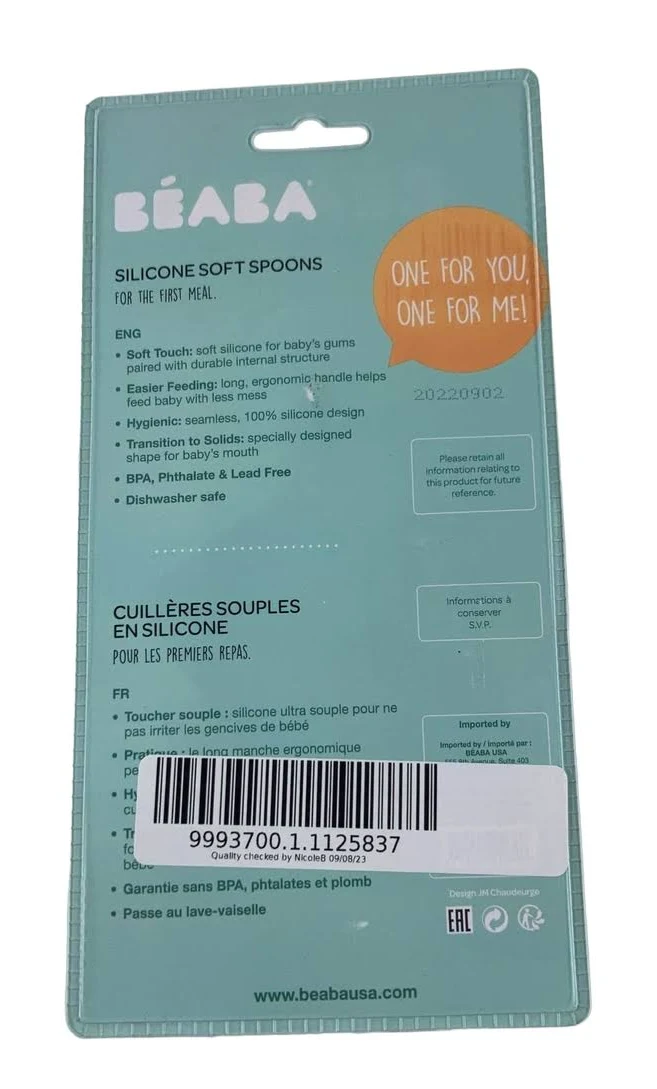 BÉABA
SILICONE SOFT SPOONS
FOR THE FIRST MEAL.
ONE FOR YOU,
ONE FOR ME!
ENG
• Soft Touch: soft silicone for baby's gums
paired with durable internal structure
• Easier Feeding: long, ergonomic handle helps
feed baby with less mess
• Hygienic: seamless, 100% silicone design
• Transition to Solids: specially designed
shape for baby's mouth
• BPA, Phthalate & Lead Free
• Dishwasher safe
20220902
Please retain all
information relating to
this product for future
reference.
CUILLÈRES SOUPLES
EN SILICONE
POUR LES PREMIERS REPAS.
Informations à
conserver
S.V.P.
FR
• Toucher souple : silicone ultra souple pour ne
pas irriter les gencives de bébé
• Pratique : le long manche ergonomique
Imported by
Imported by / Importé par :
BÉABA USA
9th Avenue, Suite 403
9993700.1.1125837
Quality checked by NicoleB 09/08/23
• Garantie sans BPA, phtalates et plomb
• Passe au lave-vaiselle
Design JM Chaudeurge
EAC
www.beabausa.com